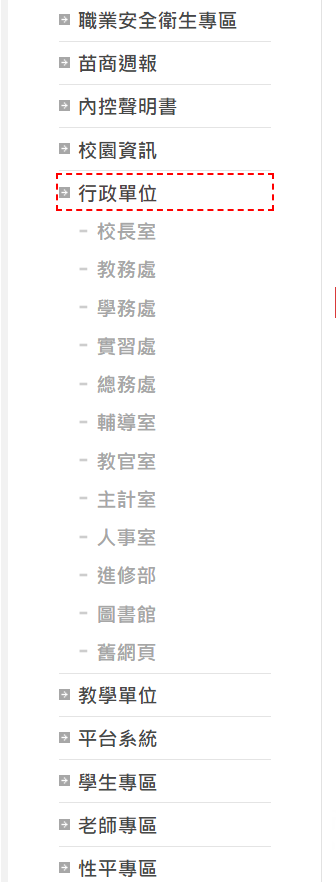 職業安全衛生專區
苗商週報
內控聲明書
校園資訊
行政單位
校長室
教務處
學務處
實習處
總務處
輔導室
教官室
主計室
人事室
進修部
圖書館
舊網頁
教學單位
平台系統
學生專區
老師專區
性平專區